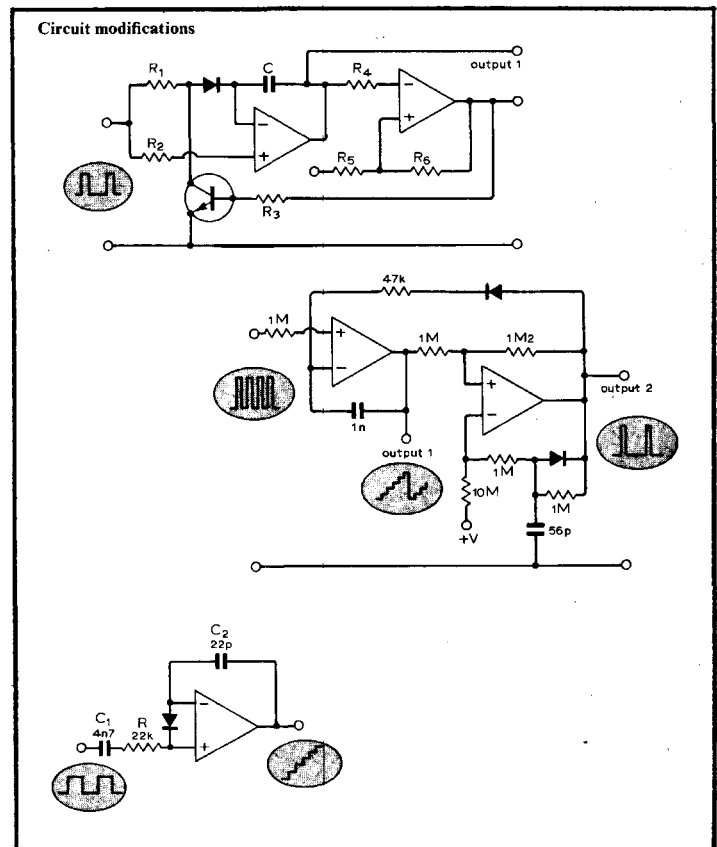 Circuit modifications
R1
C
R4
output 1
R2
R5
R6
R3
47k
1M
1M
1M2
output 2
1n
output 1
1M
10M
1M
+V
56p
C2
22p
C1
4n7
R
22k